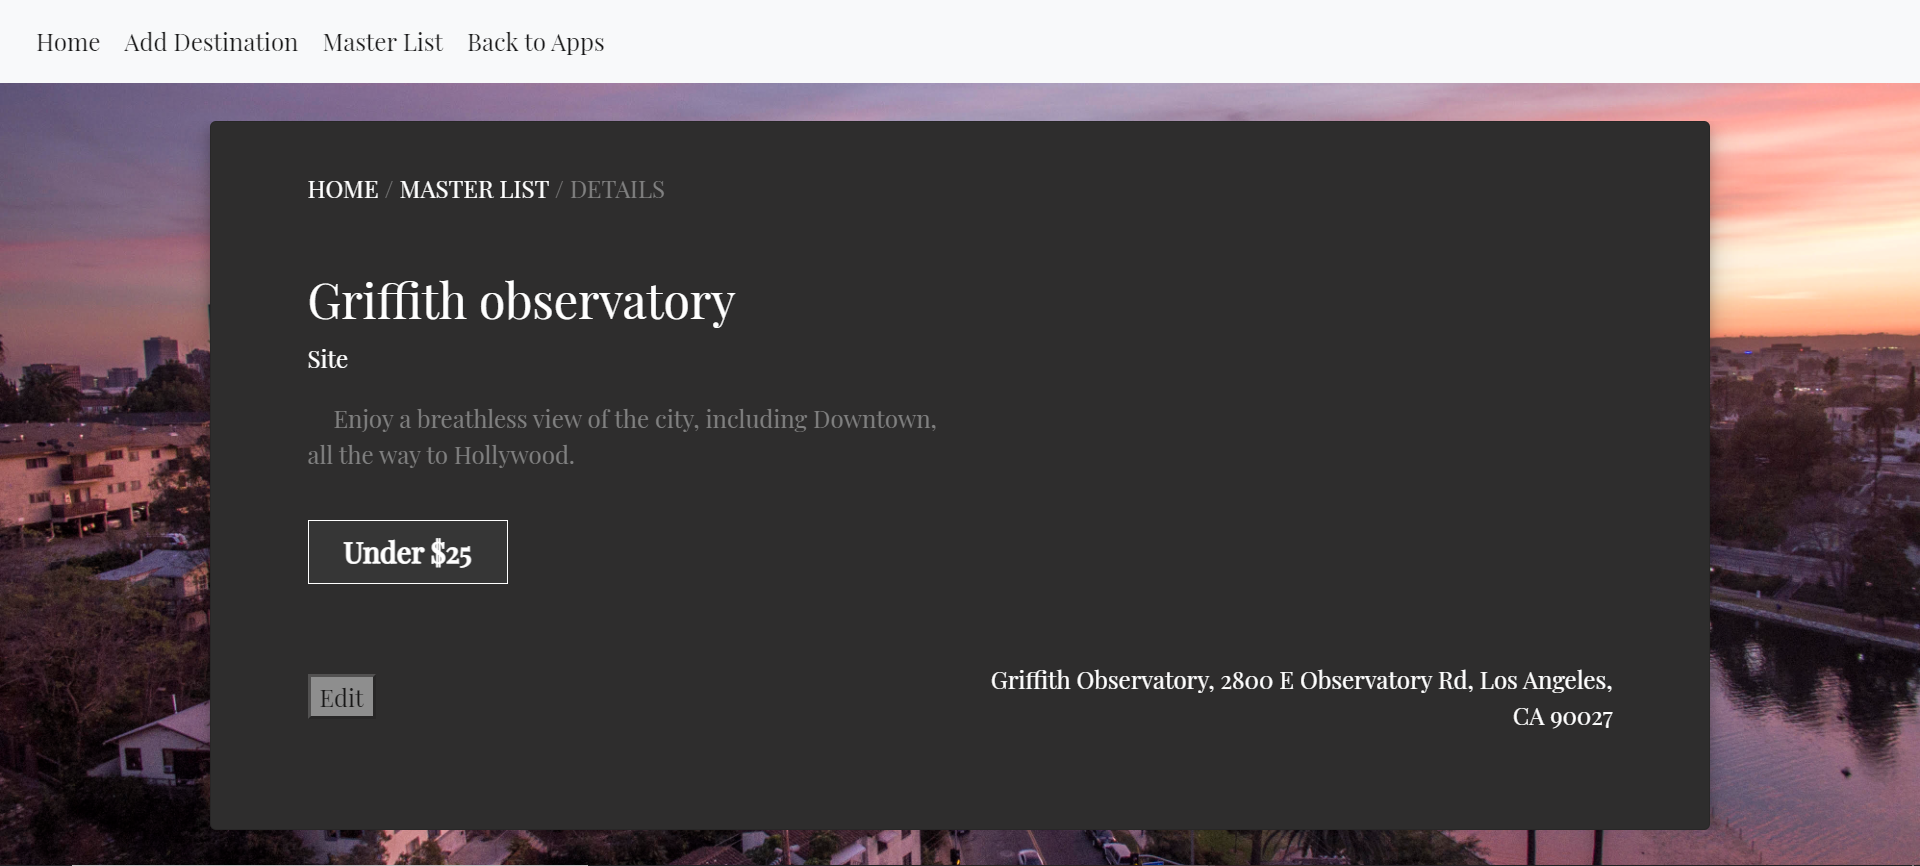 Home Add Destination Master List Back to Apps
HOME / MASTER LIST / DETAILS
Griffith observatory
Site
Enjoy a breathless view of the city, including Downtown,
all the way to Hollywood.
Under $25
Edit
Griffith Observatory, 2800 E Observatory Rd, Los Angeles,
CA 90027